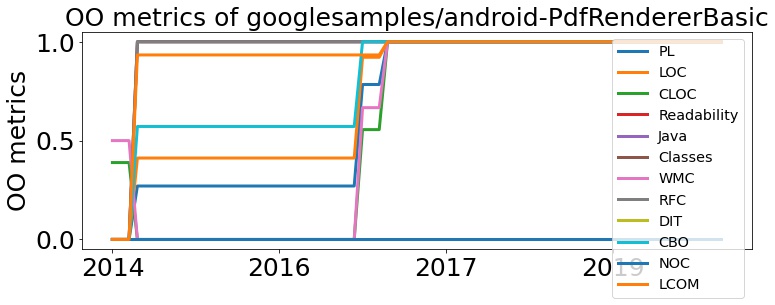 OO metrics of googlesamples/android-PdfRendererBasic
OO metrics
1.0
0.5
0.0
2014
2016
2017
2019
PL
LOC
CLOC
Readability
Java
Classes
WMC
RFC
DIT
CBO
NOC
LCOM